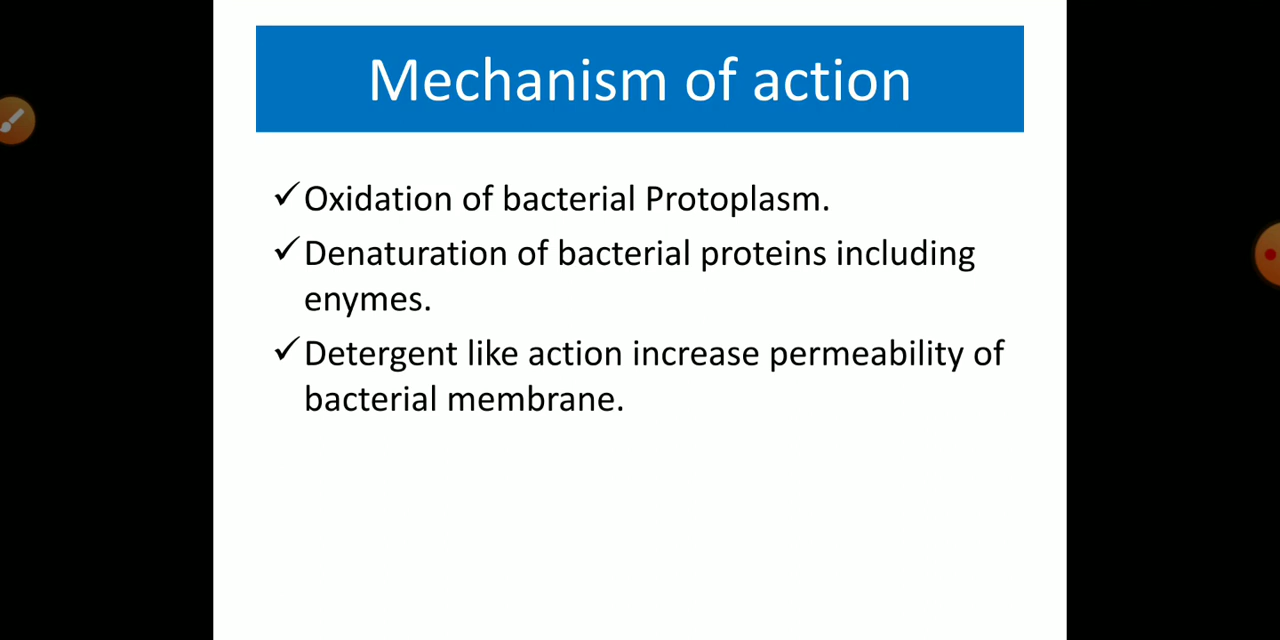 Mechanism of action
✓Oxidation of bacterial Protoplasm.
✓Denaturation of bacterial proteins including
enymes.
✓Detergent like action increase permeability of
bacterial membrane.